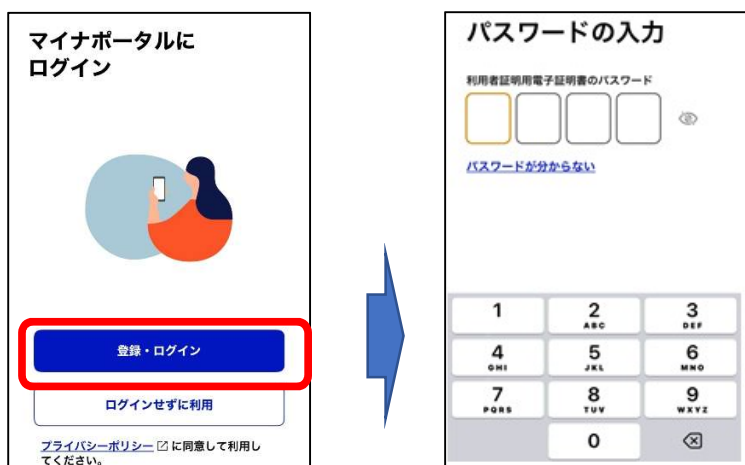 マイナポータルに
ログイン
登録・ログイン
ログインせずに利用
プライバシーポリシー に同意して利用し
てください。
パスワードの入力
利用者証明用電子証明書のパスワード
パスワードが分からない
1 2 3
ABC DEF
4 5 6
GHI JKL MNO
7 8 9
PQRS TUV WXYZ
0